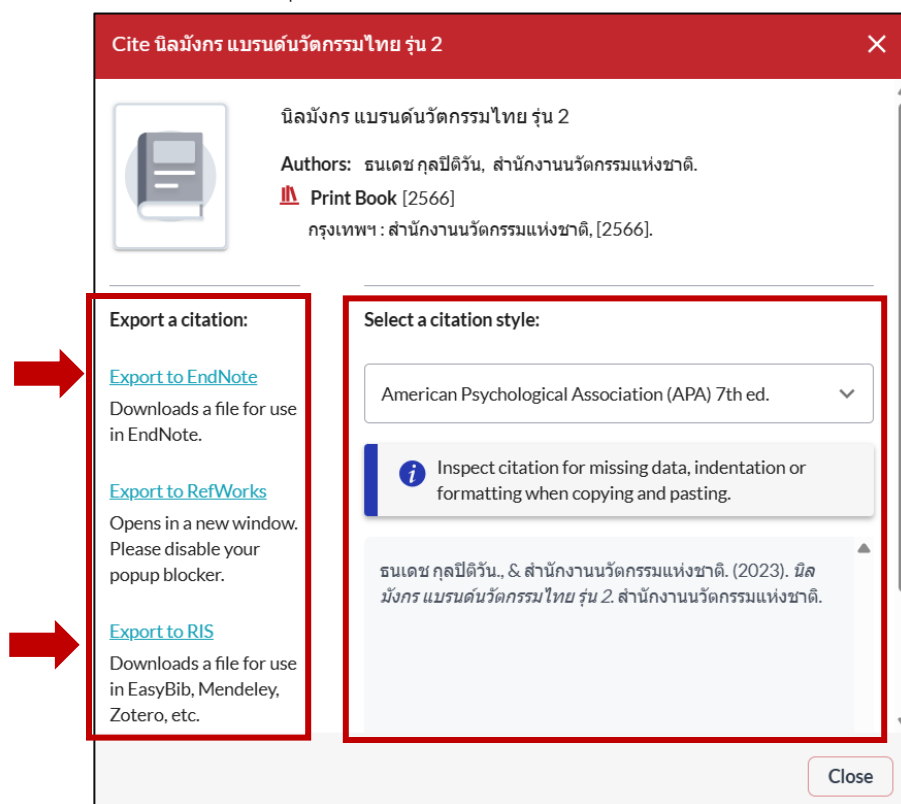 Cite นิลมังกร แบรนด์นวัตกรรมไทย รุ่น 2
นิลมังกร แบรนด์นวัตกรรมไทย รุ่น 2
Authors: ธนเดช กุลปิติวัน, สำนักงานนวัตกรรมแห่งชาติ.
Print Book [2566]
กรุงเทพฯ : สำนักงานนวัตกรรมแห่งชาติ, [2566].
Export a citation:
Export to EndNote
Downloads a file for use
in EndNote.
Export to RefWorks
Opens in a new window.
Please disable your
popup blocker.
Export to RIS
Downloads a file for use
in EasyBib, Mendeley,
Zotero, etc.
Select a citation style:
American Psychological Association (APA) 7th ed.
Inspect citation for missing data, indentation or
formatting when copying and pasting.
ธนเดช กุลปิติวัน., & สำนักงานนวัตกรรมแห่งชาติ. (2023). นิล
มังกร แบรนด์นวัตกรรมไทย รุ่น 2. สำนักงานนวัตกรรมแห่งชาติ.
Close